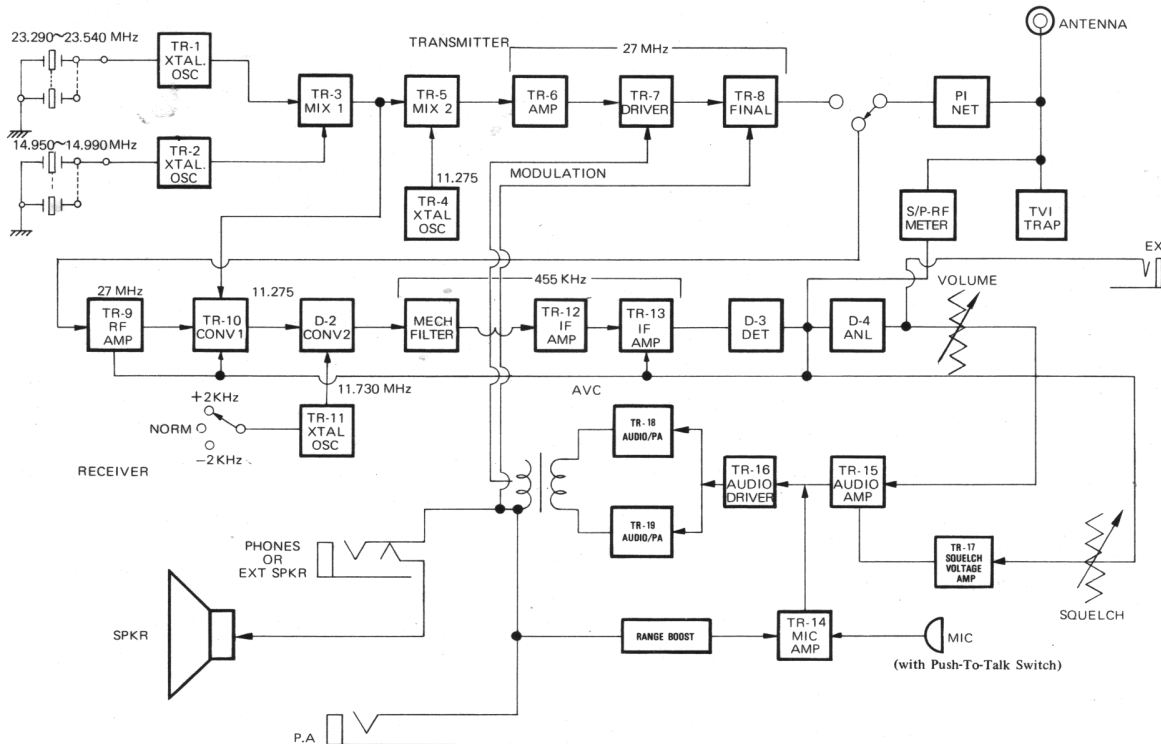 ANTENNA
23.290~23.540 MHz
TR-1
XTAL.
OSC
TRANSMITTER
27 MHz
TR-3
MIX 1
TR-5
MIX 2
TR-6
AMP
TR-7
DRIVER
TR-8
FINAL
PI
NET
14.950~14.990 MHz
TR-2
XTAL.
OSC
MODULATION
11.275
TR-4
XTAL
OSC
S/P-RF
METER
TVI
TRAP
EX
VOLUME
455 KHz
27 MHz
11.275
TR-9
RF
AMP
TR-10
CONV1
D-2
CONV2
MECH
FILTER
TR-12
IF
AMP
TR-13
IF
AMP
D-3
DET
D-4
ANL
AVC
11.730 MHz
+2KHz
NORM
−2KHz
TR-11
XTAL
OSC
RECEIVER
TR-18
AUDIO/PA
TR-16
AUDIO
DRIVER
TR-15
AUDIO
AMP
TR-19
AUDIO/PA
PHONES
OR
EXT SPKR
TR-17
SQUELCH
VOLTAGE
AMP
SQUELCH
SPKR
RANGE BOOST
TR-14
MIC
AMP
MIC
(with Push-To-Talk Switch)
P.A